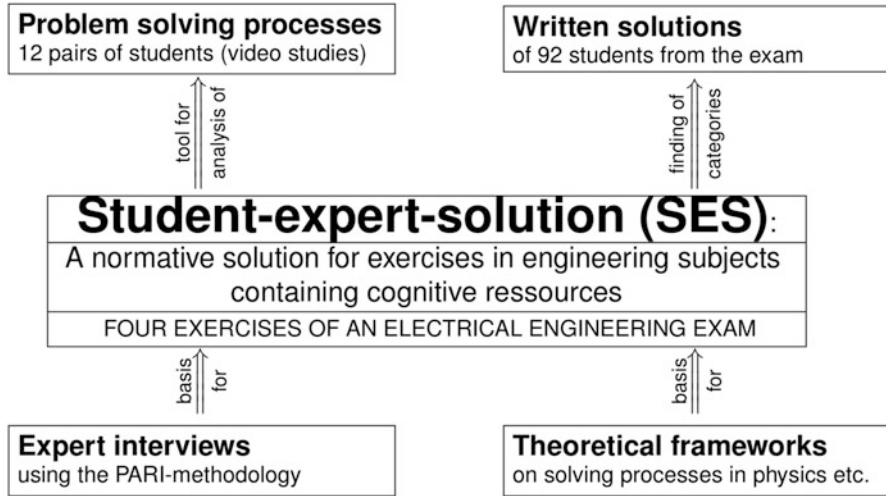 Problem solving processes
12 pairs of students (video studies)
Written solutions
of 92 students from the exam
tool for
analysis of
finding of
categories
Student-expert-solution (SES):
A normative solution for exercises in engineering subjects
containing cognitive ressources
FOUR EXERCISES OF AN ELECTRICAL ENGINEERING EXAM
basis
for
basis
for
Expert interviews
using the PARI-methodology
Theoretical frameworks
on solving processes in physics etc.